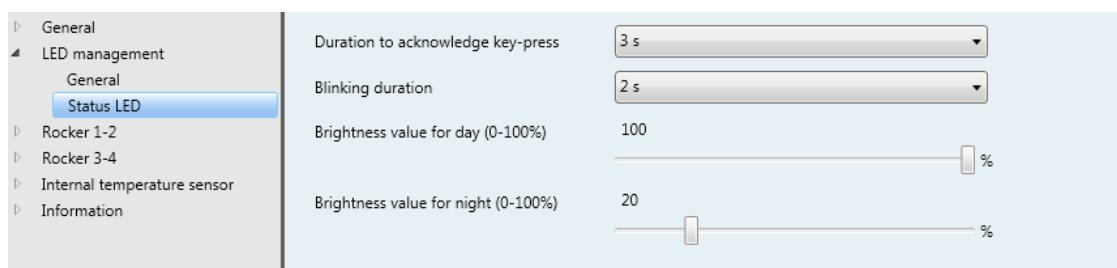 General
LED management
General
Status LED
Rocker 1-2
Rocker 3-4
Internal temperature sensor
Information
Duration to acknowledge key-press 3 s
Blinking duration 2 s
Brightness value for day (0-100%) 100
%
Brightness value for night (0-100%) 20
%